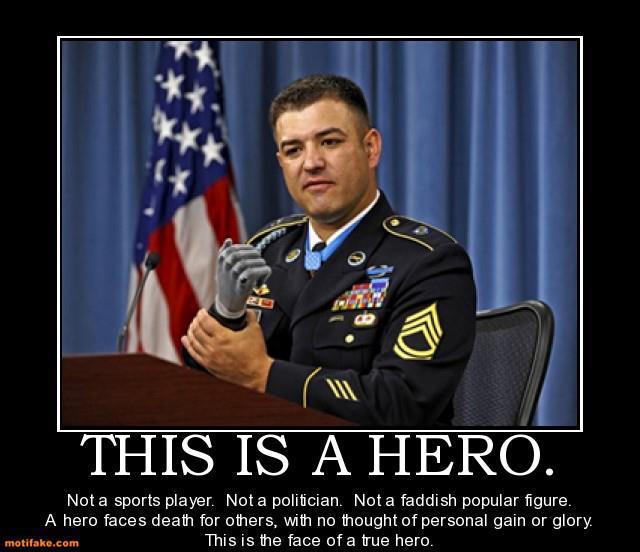 THIS IS A HERO.
Not a sports player. Not a politician. Not a faddish popular figure.
A hero faces death for others, with no thought of personal gain or glory.
This is the face of a true hero.
motifake.com